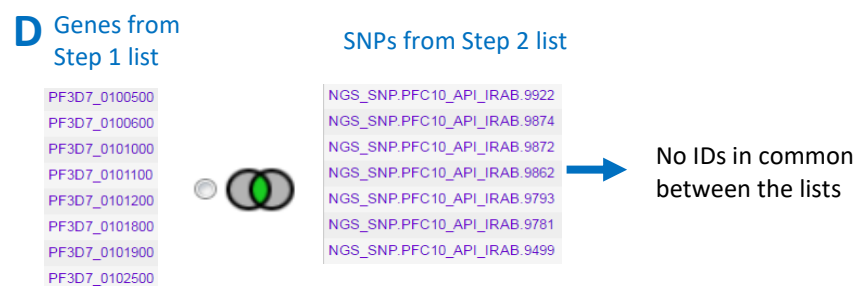 D
Genes from
Step 1 list
SNPs from Step 2 list
PF3D7_0100500
PF3D7_0100600
PF3D7_0101000
PF3D7_0101100
PF3D7_0101200
PF3D7_0101800
PF3D7_0101900
PF3D7_0102500
NGS_SNP.PFC10_API_IRAB.9922
NGS_SNP.PFC10_API_IRAB.9874
NGS_SNP.PFC10_API_IRAB.9872
NGS_SNP.PFC10_API_IRAB.9862
NGS_SNP.PFC10_API_IRAB.9793
NGS_SNP.PFC10_API_IRAB.9781
NGS_SNP.PFC10_API_IRAB.9499
No IDs in common
between the lists